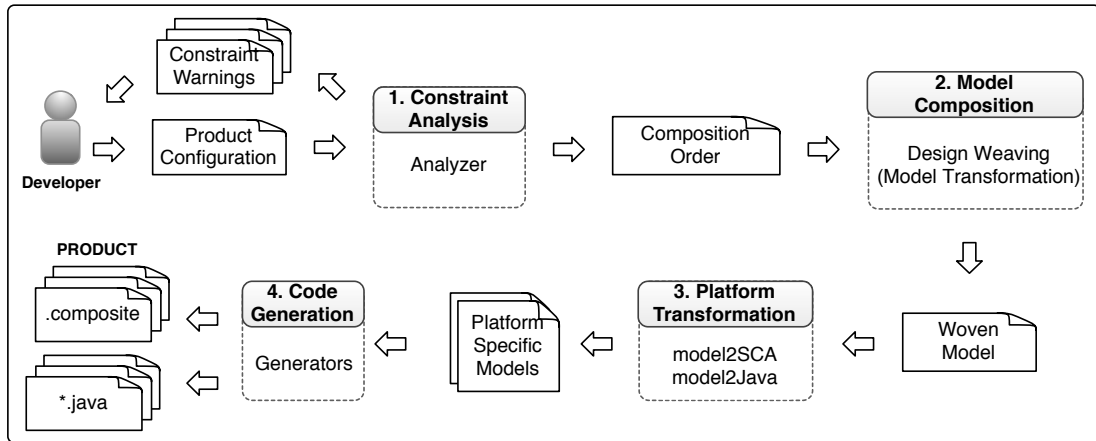 Constraint
Warnings
Developer
Product
Configuration
1. Constraint
Analysis
Analyzer
Composition
Order
2. Model
Composition
Design Weaving
(Model Transformation)
PRODUCT
.composite
*.java
4. Code
Generation
Generators
Platform
Specific
Models
3. Platform
Transformation
model2SCA
model2Java
Woven
Model